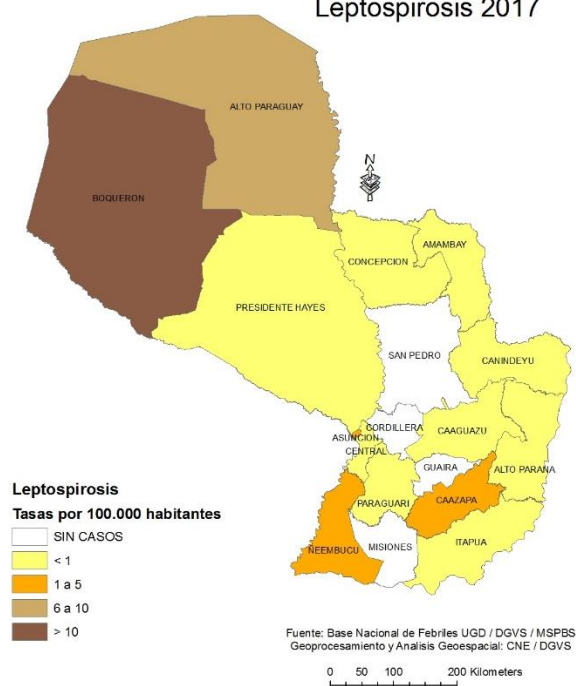 Leptospirosis 2017
ALTO PARAGUAY
N
BOQUERON
AMAMBAY
CONCEPCION
PRESIDENTE HAYES
SAN PEDRO
CANINDEYU
CORDILLERA
CAAGUAZU
ASUNCION
CENTRAL
GUAIRA
ALTO PARANA
CAAZAPA
PARAGUARI
ITAPUA
ÑEEMBUCU
MISIONES
Leptospirosis
Tasas por 100.000 habitantes
SIN CASOS
< 1
1 a 5
6 a 10
> 10
Fuente: Base Nacional de Febriles UGD / DGVS / MSPBS
Geoprocesamiento y Analisis Geoespacial: CNE / DGVS
0 50 100 200 Kilometers